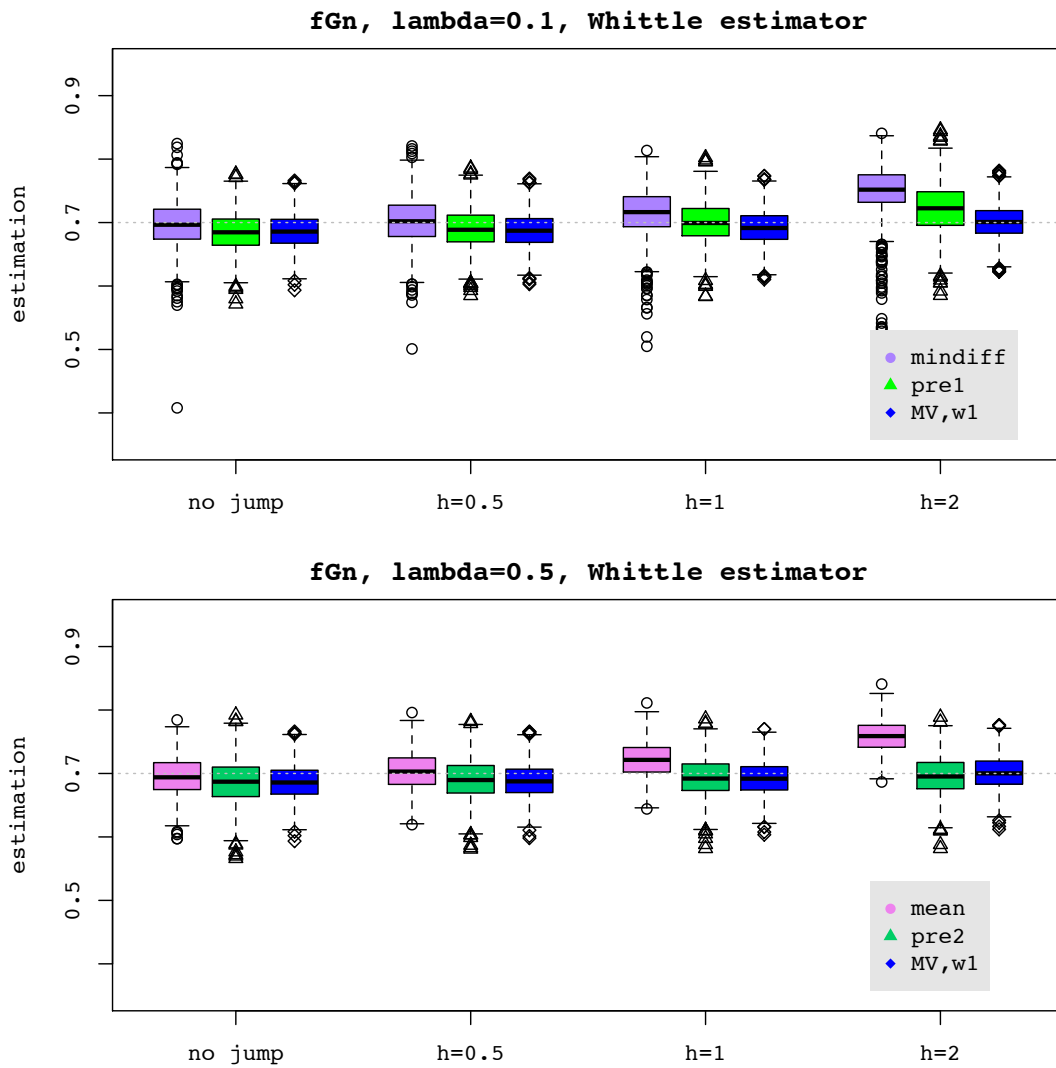 fGn, lambda=0.1, Whittle estimator
estimation
0.9
0.7
0.5
mindiff
pre1
MV,w1
no jump h=0.5 h=1 h=2
fGn, lambda=0.5, Whittle estimator
estimation
0.9
0.7
0.5
mean
pre2
MV,w1
no jump h=0.5 h=1 h=2